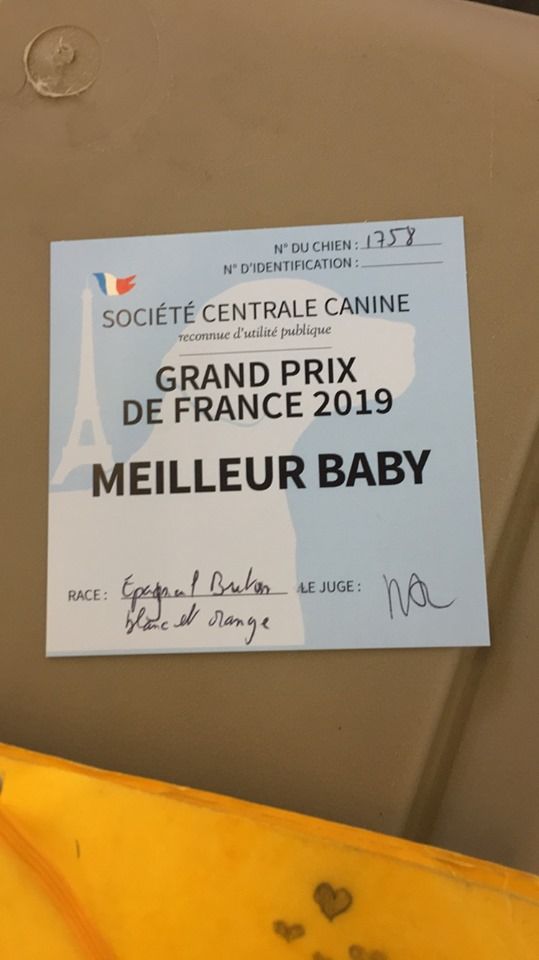 N° DU CHIEN : 1758
N° D'IDENTIFICATION :
SOCIÉTÉ CENTRALE CANINE
reconnue d'utilité publique
GRAND PRIX
DE FRANCE 2019
MEILLEUR BABY
RACE : Epagneul Breton LE JUGE :
blanc et orange